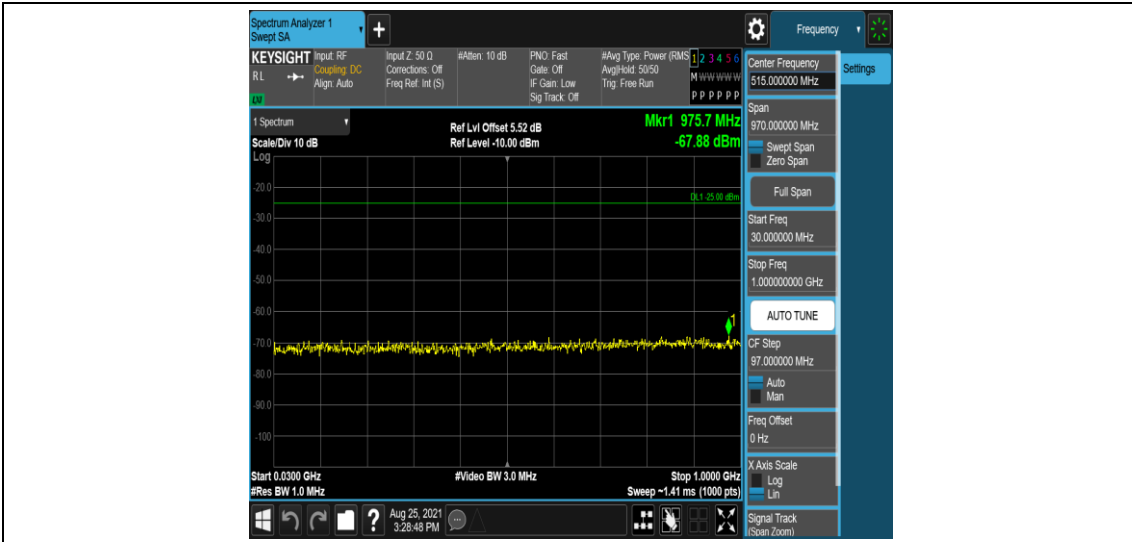 Spectrum Analyzer 1
Swept SA
+
Frequency
KEYSIGHT
RL
LXI
Input: RF
Coupling: DC
Align: Auto
Input Z: 50 Ω
Corrections: Off
Freq Ref: Int (S)
#Atten: 10 dB
PNO: Fast
Gate: Off
IF Gain: Low
Sig Track: Off
#Avg Type: Power (RMS
Avg|Hold: 50/50
Trig: Free Run
1 2 3 4 5 6
M W W W W W
P P P P P P
1 Spectrum
Scale/Div 10 dB
Log
Ref Lvl Offset 5.52 dB
Ref Level -10.00 dBm
Mkr1 975.7 MHz
-67.88 dBm
DL1 -25.00 dBm
-20.0
-30.0
-40.0
-50.0
-60.0
-70.0
-80.0
-90.0
-100
1
Start 0.0300 GHz
#Res BW 1.0 MHz
#Video BW 3.0 MHz
Stop 1.0000 GHz
Sweep ~1.41 ms (1000 pts)
Center Frequency
515.000000 MHz
Settings
Span
970.000000 MHz
Swept Span
Zero Span
Full Span
Start Freq
30.000000 MHz
Stop Freq
1.000000000 GHz
AUTO TUNE
CF Step
97.000000 MHz
Auto
Man
Freq Offset
0 Hz
X Axis Scale
Log
Lin
Signal Track
(Span Zoom)
?
Aug 25, 2021
3:28:48 PM